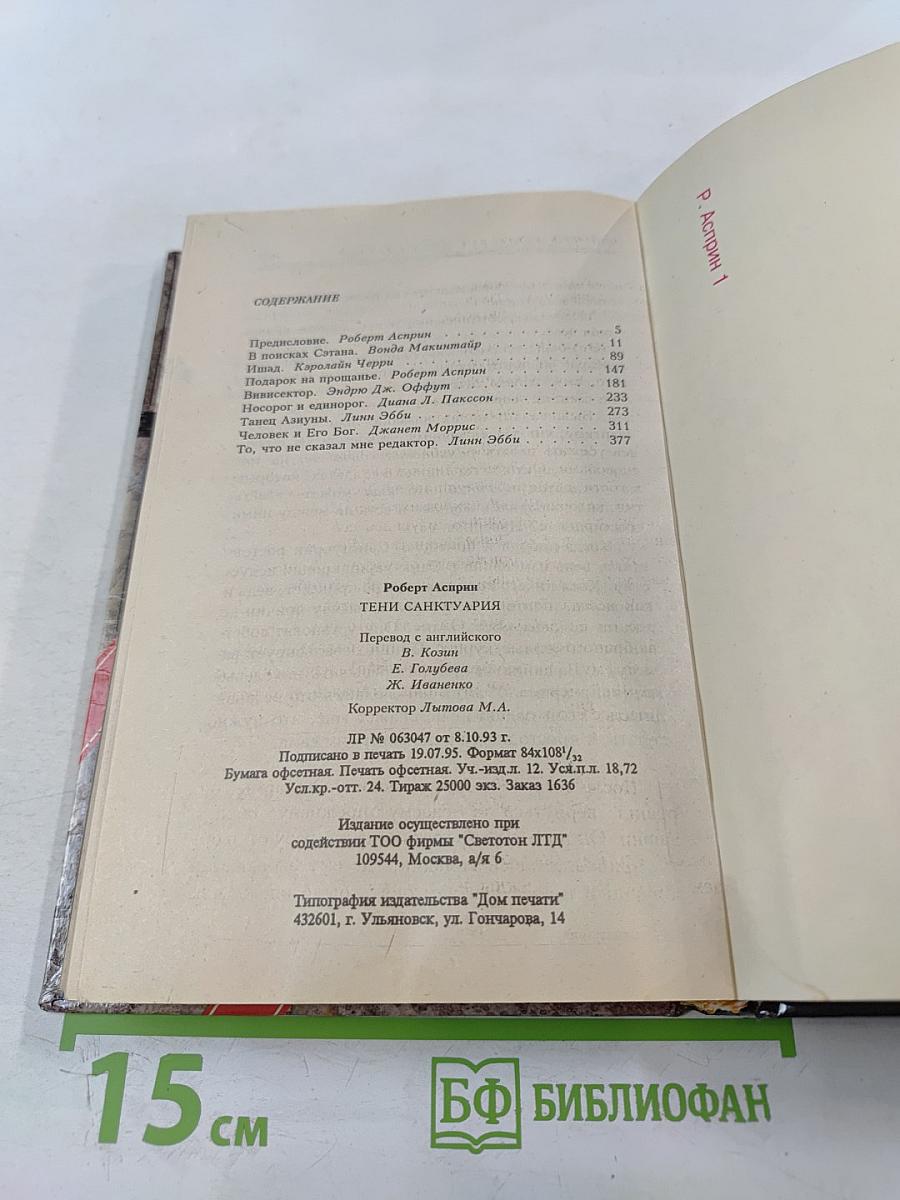 СОДЕРЖАНИЕ
Предисловие. Роберт Асприн . . . . . . . . . . . . 5
В поисках Сэтана. Вонда Макинтайр . . . . . . . . 11
Ишад. Кэролайн Черри . . . . . . . . . . . . 89
Подарок на прощанье. Роберт Асприн . . . . . . . . 147
Вивисектор. Эндрю Дж. Оффут . . . . . . . . . . 181
Носорог и единорог. Диана Л. Пакссон . . . . . . . 233
Танец Азиуны. Линн Эбби . . . . . . . . . . . . 273
Человек и Его Бог. Джанет Моррис . . . . . . . . 311
То, что не сказал мне редактор. Линн Эбби . . . . . 377
Роберт Асприн
ТЕНИ САНКТУАРИЯ
Перевод с английского
В. Козин
Е. Голубева
Ж. Иваненко
Корректор Лытова М.А.
ЛР № 063047 от 8.10.93 г.
Подписано в печать 19.07.95. Формат 84х108¹/₃₂
Бумага офсетная. Печать офсетная. Уч.-изд.л. 12. Усл.п.л. 18,72
Усл.кр.-отт. 24. Тираж 25000 экз. Заказ 1636
Издание осуществлено при
содействии ТОО фирмы "Светотон ЛТД"
109544, Москва, а/я 6
Типография издательства "Дом печати"
432601, г. Ульяновск, ул. Гончарова, 14
Р. Асприн 1
15 см
БФ БИБЛИОФАН